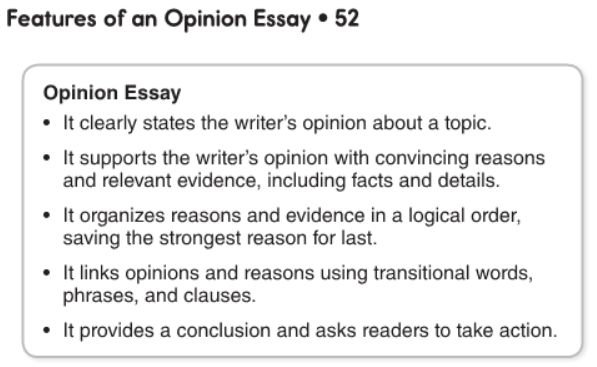 Features of an Opinion Essay • 52
Opinion Essay
• It clearly states the writer's opinion about a topic.
• It supports the writer's opinion with convincing reasons
and relevant evidence, including facts and details.
• It organizes reasons and evidence in a logical order,
saving the strongest reason for last.
• It links opinions and reasons using transitional words,
phrases, and clauses.
• It provides a conclusion and asks readers to take action.